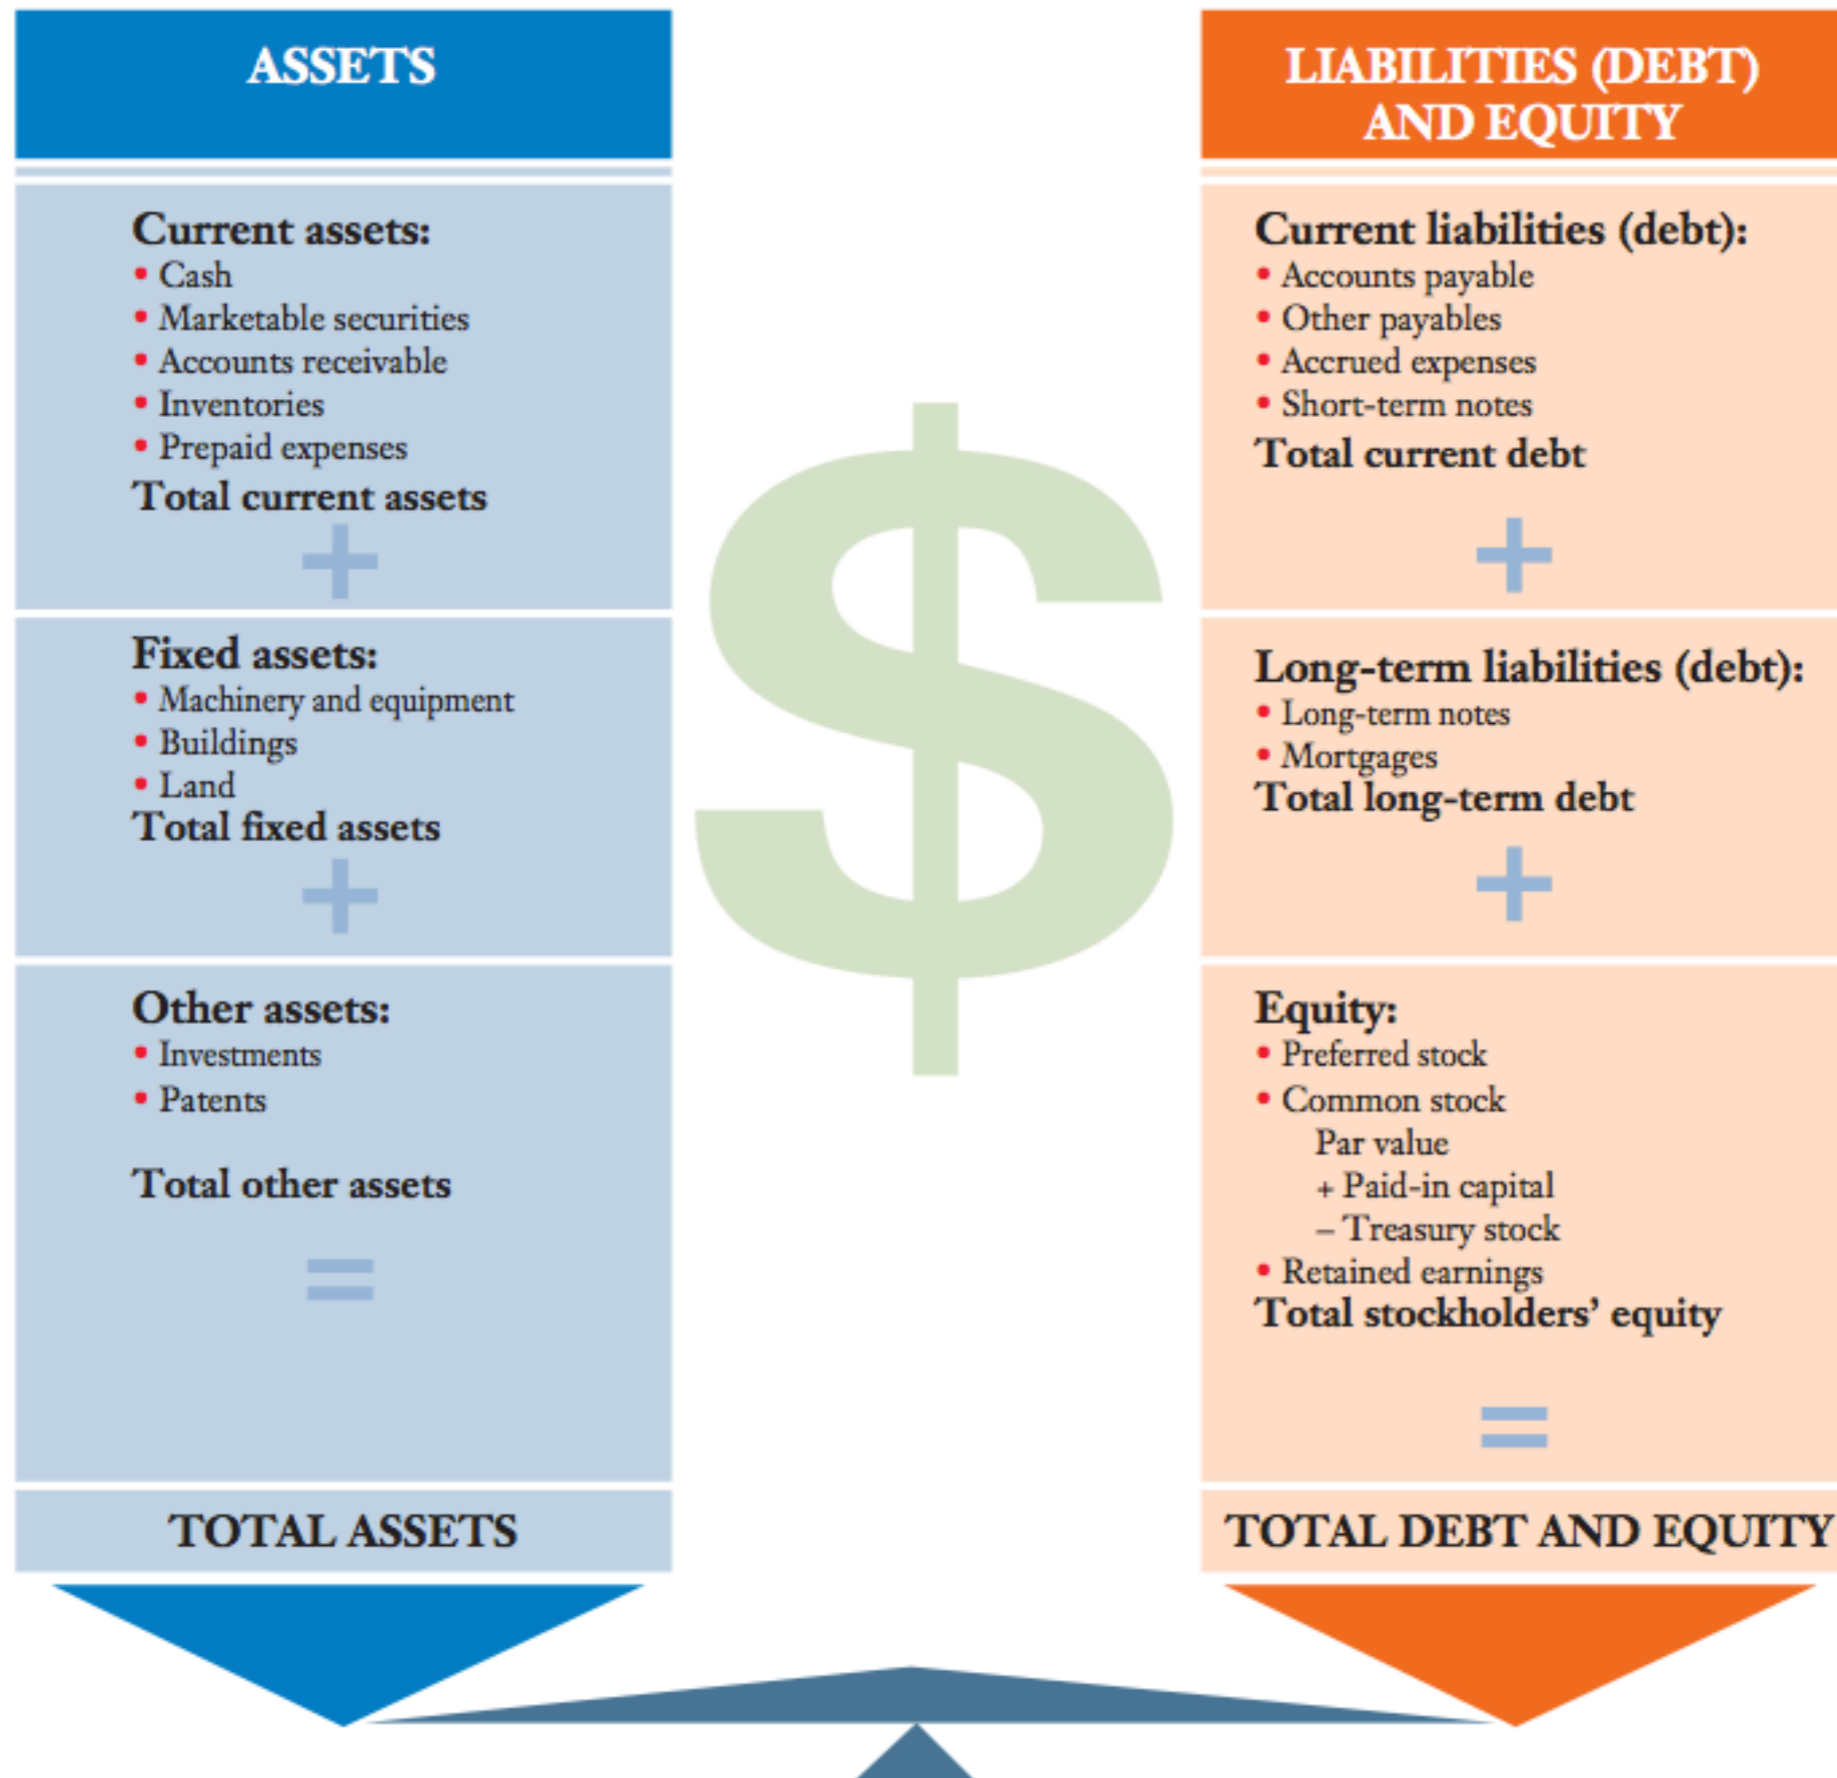 ASSETS
Current assets:
• Cash
• Marketable securities
• Accounts receivable
• Inventories
• Prepaid expenses
Total current assets
+
Fixed assets:
• Machinery and equipment
• Buildings
• Land
Total fixed assets
+
Other assets:
• Investments
• Patents
Total other assets
=
TOTAL ASSETS
$
LIABILITIES (DEBT)
AND EQUITY
Current liabilities (debt):
• Accounts payable
• Other payables
• Accrued expenses
• Short-term notes
Total current debt
+
Long-term liabilities (debt):
• Long-term notes
• Mortgages
Total long-term debt
+
Equity:
• Preferred stock
• Common stock
Par value
+ Paid-in capital
– Treasury stock
• Retained earnings
Total stockholders’ equity
=
TOTAL DEBT AND EQUITY